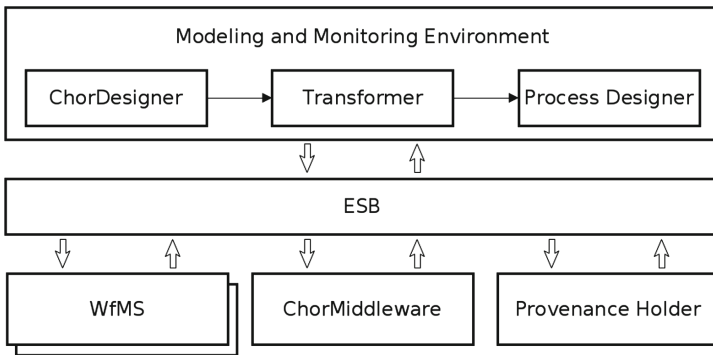 Modeling and Monitoring Environment
ChorDesigner
Transformer
Process Designer
ESB
WfMS
ChorMiddleware
Provenance Holder